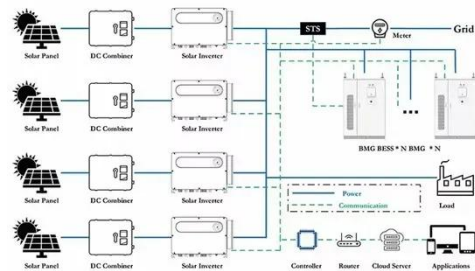 STS
Meter
Grid
Solar Panel
DC Combiner
Solar Inverter
Solar Panel
DC Combiner
Solar Inverter
BMG BESS * N BMG * N
Solar Panel
DC Combiner
Solar Inverter
Power
Communication
Load
Solar Panel
DC Combiner
Solar Inverter
Controller
Router
Cloud Server
Applications